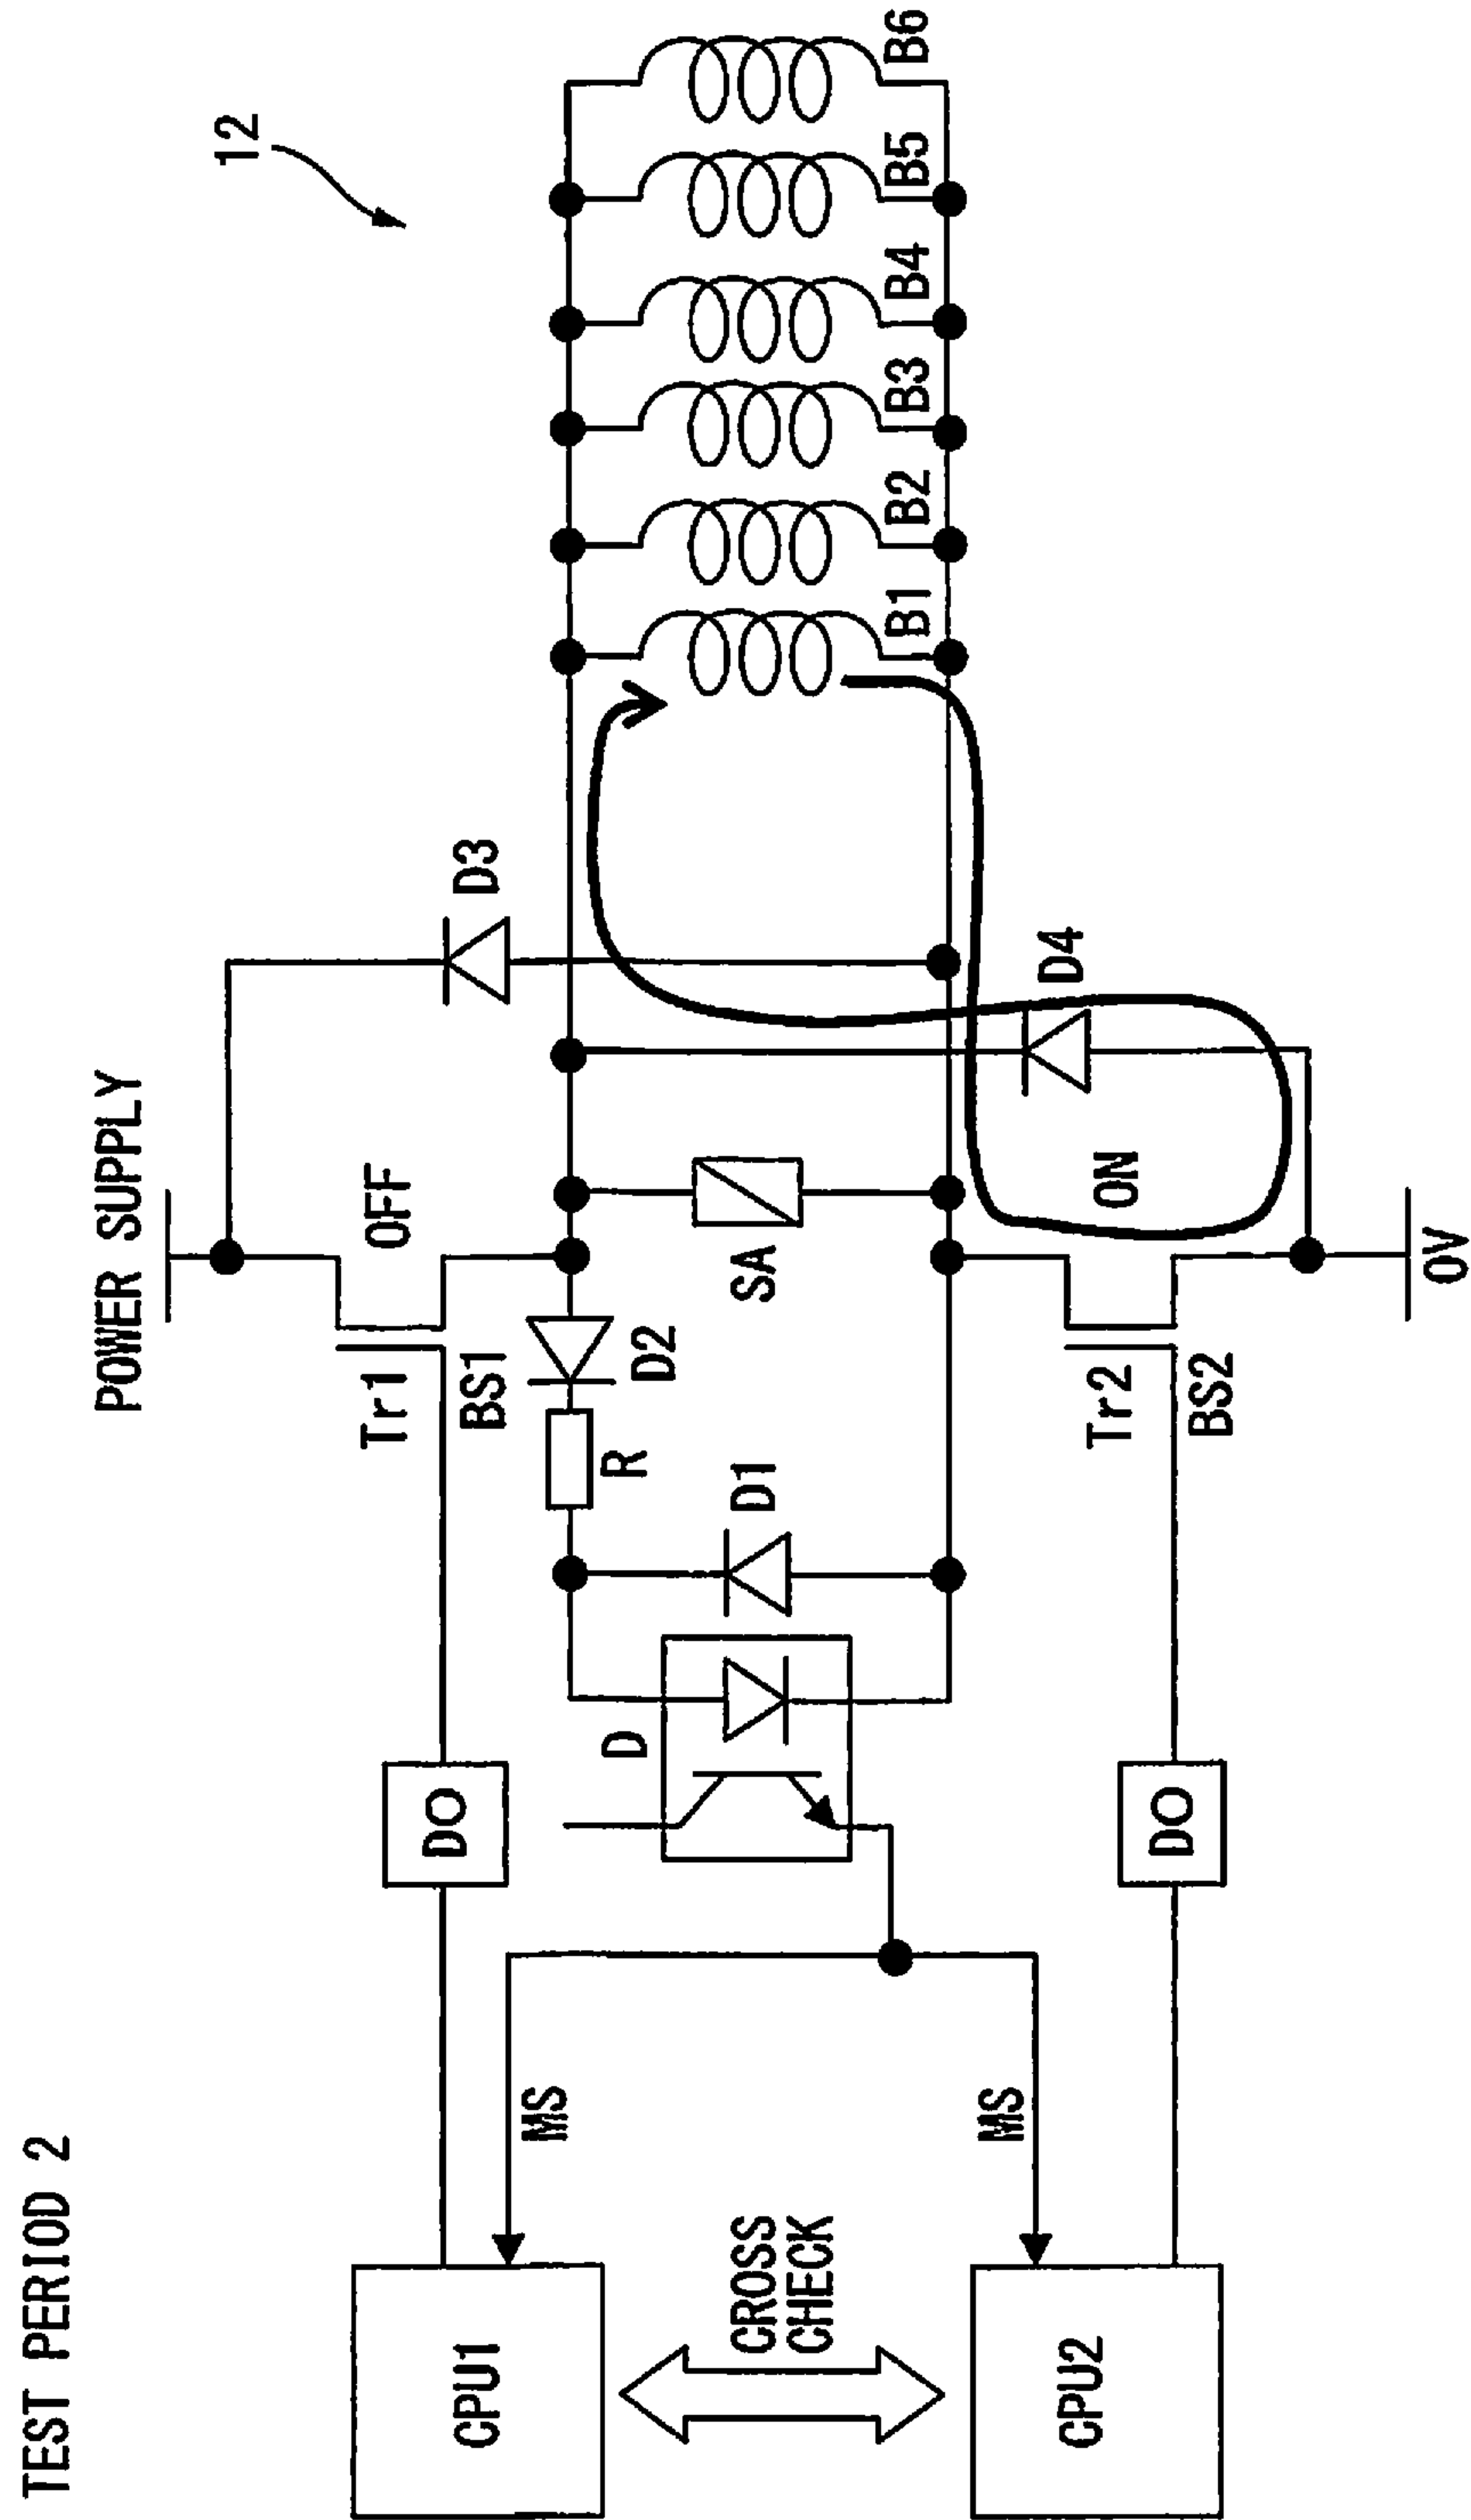 TEST PERIOD 2
POWER SUPPLY
12
Tr1
OFF
BS1
D3
DO
CPU1
MS
D
R
D2
D1
SA
CROSS
CHECK
B1
B2
B3
B4
B5
B6
MS
CPU2
DO
Tr2
ON
D4
BS2
0V